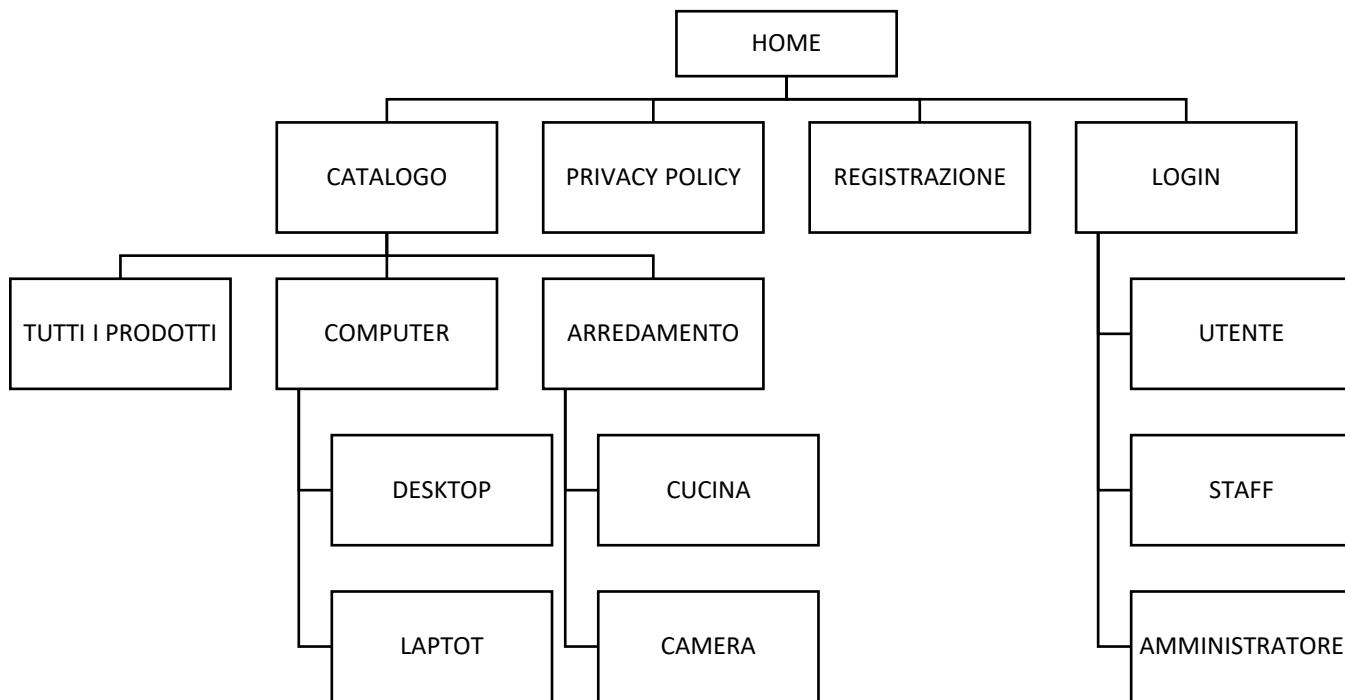 HOME
CATALOGO
PRIVACY POLICY
REGISTRAZIONE
LOGIN
TUTTI I PRODOTTI
COMPUTER
ARREDAMENTO
UTENTE
DESKTOP
CUCINA
STAFF
LAPTOT
CAMERA
AMMINISTRATORE